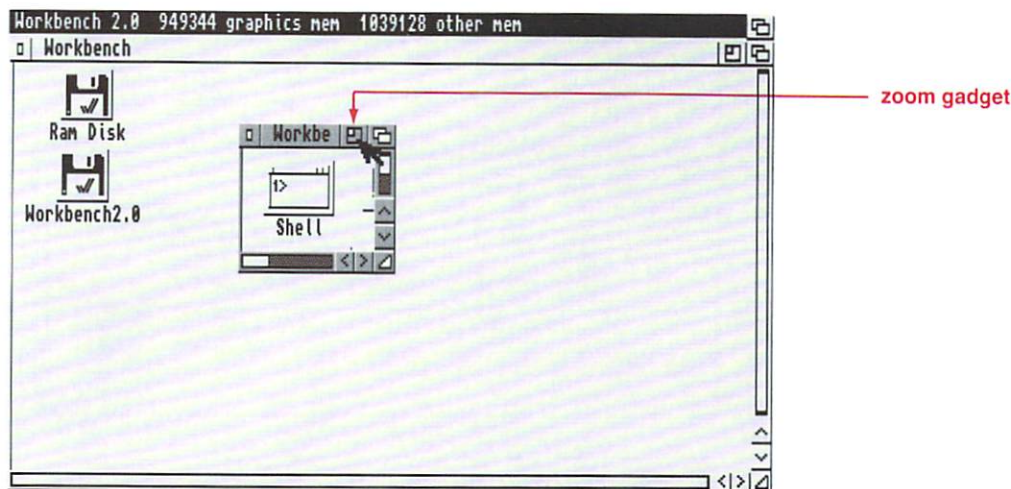 Workbench 2.0 949344 graphics mem 1039128 other mem
Workbench
zoom gadget
Ram Disk
Workbe
1>
Shell
Workbench2.0